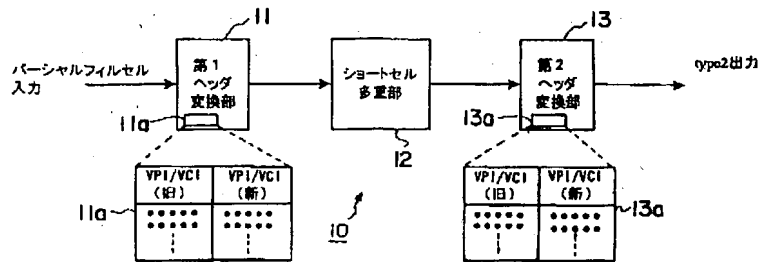 11
13
パーシャルフィルセル
入力
第1
ヘッダ
変換部
ショートセル
多重部
第2
ヘッダ
変換部
type2出力
11a
13a
12
VPI/VCI
(旧)
VPI/VCI
(新)
VPI/VCI
(旧)
VPI/VCI
(新)
11a
10
13a